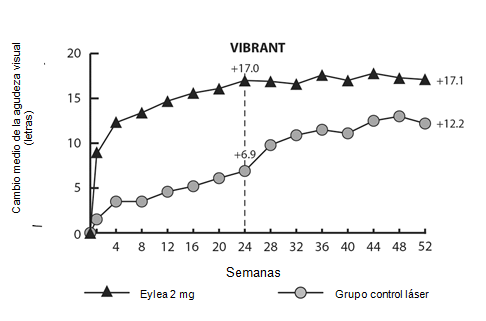 VIBRANT
Cambio medio de la agudeza visual
(letras)
20
15
10
5
0
+17.0
+17.1
+6.9
+12.2
4 8 12 16 20 24 28 32 36 40 44 48 52
Semanas
Eylea 2 mg
Grupo control láser